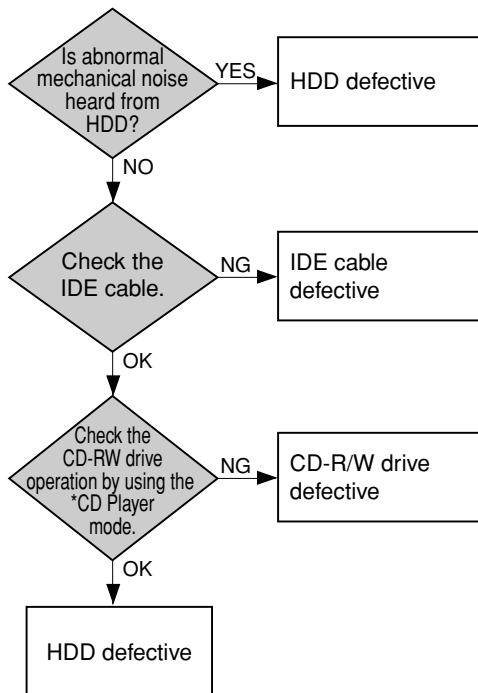 Is abnormal
mechanical noise
heard from
HDD?
YES
HDD defective
NO
Check the
IDE cable.
NG
IDE cable
defective
OK
Check the
CD-RW drive
operation by using the
*CD Player
mode.
NG
CD-R/W drive
defective
OK
HDD defective